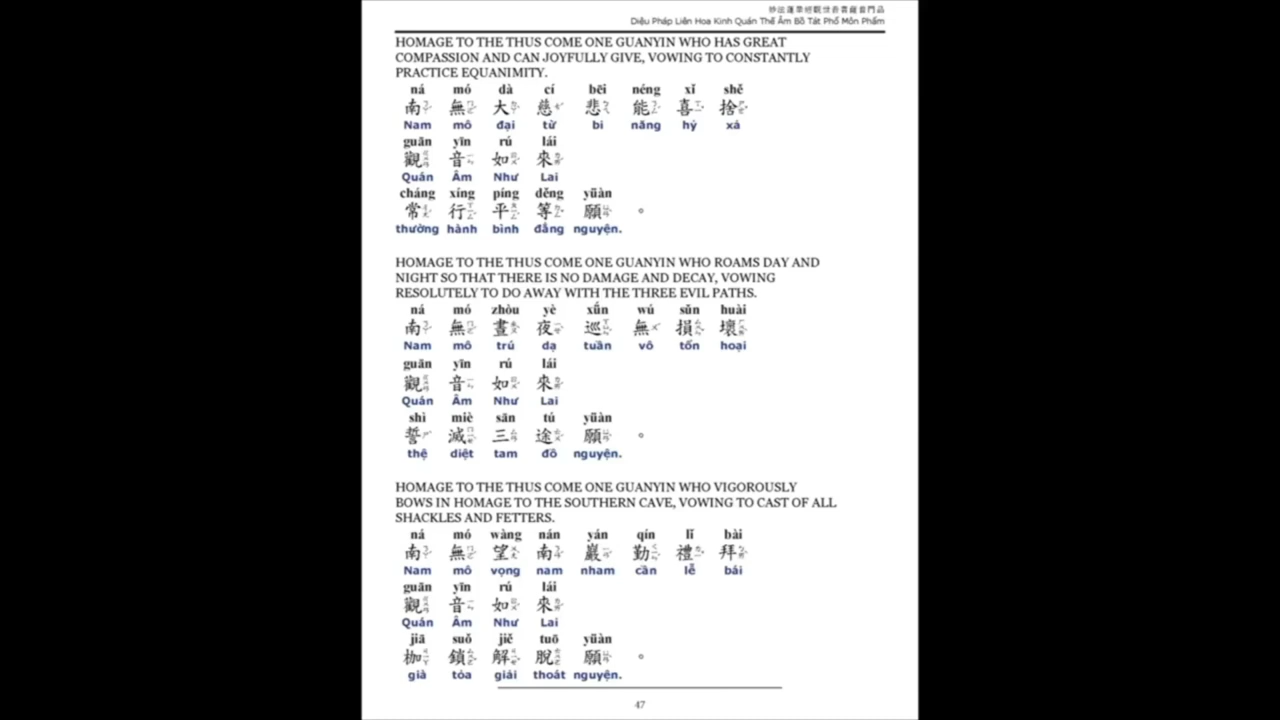 妙法蓮華經觀世音菩薩普門品
Diệu Pháp Liên Hoa Kinh Quán Thế Âm Bồ Tát Phổ Môn Phẩm
HOMAGE TO THE THUS COME ONE GUANYIN WHO HAS GREAT
COMPASSION AND CAN JOYFULLY GIVE, VOWING TO CONSTANTLY
PRACTICE EQUANIMITY.
ná mó dà cí bēi néng xǐ shě
南 無 大 慈 悲 能 喜 捨
Nam mô đại từ bi năng hỷ xả
guān yīn rú lái
觀 音 如 來
Quán Âm Như Lai
cháng xíng píng děng yüàn
常 行 平 等 願 。
thường hành bình đẳng nguyện.
HOMAGE TO THE THUS COME ONE GUANYIN WHO ROAMS DAY AND
NIGHT SO THAT THERE IS NO DAMAGE AND DECAY, VOWING
RESOLUTELY TO DO AWAY WITH THE THREE EVIL PATHS.
ná mó zhòu yè xǘn wú sǔn huài
南 無 晝 夜 巡 無 損 壞
Nam mô trú dạ tuần vô tổn hoại
guān yīn rú lái
觀 音 如 來
Quán Âm Như Lai
shì miè sān tú yüàn
誓 滅 三 途 願 。
thệ diệt tam đồ nguyện.
HOMAGE TO THE THUS COME ONE GUANYIN WHO VIGOROUSLY
BOWS IN HOMAGE TO THE SOUTHERN CAVE, VOWING TO CAST OF ALL
SHACKLES AND FETTERS.
ná mó wàng nán yán qín lǐ bài
南 無 望 南 巖 勤 禮 拜
Nam mô vọng nam nham cần lễ bái
guān yīn rú lái
觀 音 如 來
Quán Âm Như Lai
jiā suǒ jiě tuō yüàn
枷 鎖 解 脫 願 。
già tỏa giải thoát nguyện.
47